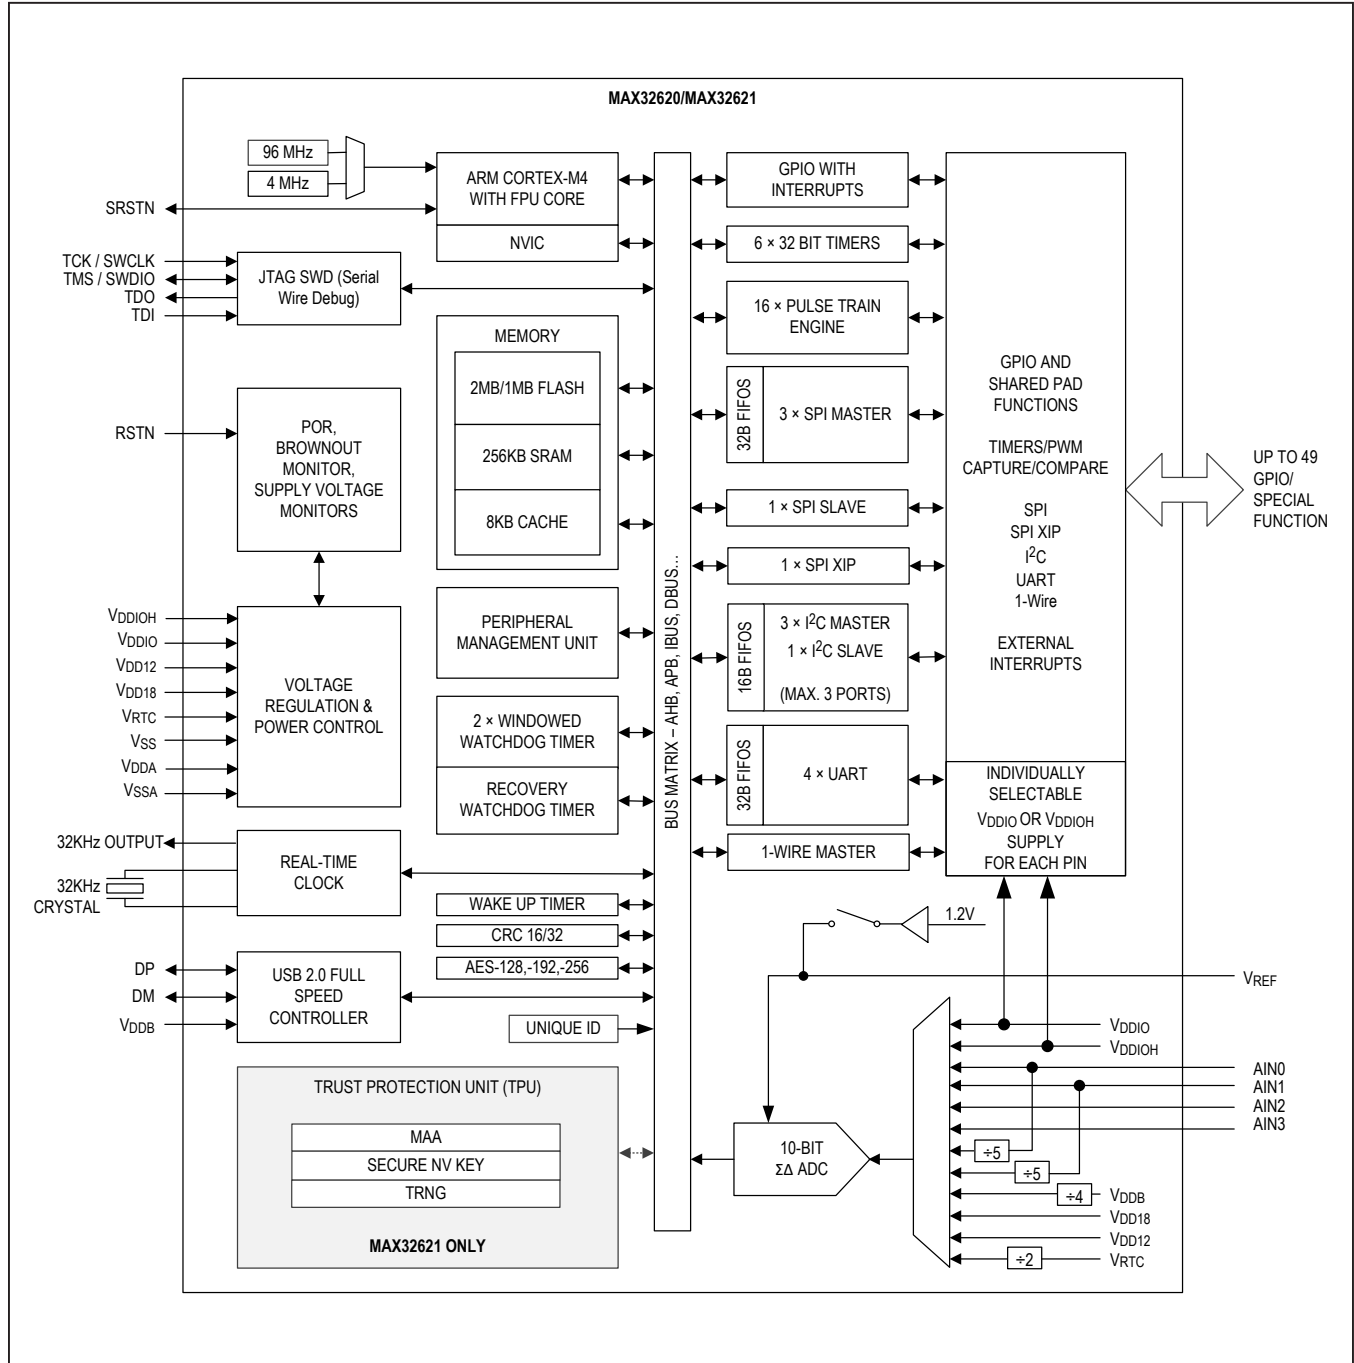 MAX32620/MAX32621
96 MHz
4 MHz
SRSTN
ARM CORTEX-M4
WITH FPU CORE
NVIC
TCK / SWCLK
TMS / SWDIO
TDO
TDI
JTAG SWD (Serial
Wire Debug)
MEMORY
2MB/1MB FLASH
256KB SRAM
8KB CACHE
RSTN
POR,
BROWNOUT
MONITOR,
SUPPLY VOLTAGE
MONITORS
PERIPHERAL
MANAGEMENT UNIT
VDDIOH
VDDIO
VDD12
VDD18
VRTC
VSS
VDDA
VSSA
VOLTAGE
REGULATION &
POWER CONTROL
2 × WINDOWED
WATCHDOG TIMER
RECOVERY
WATCHDOG TIMER
32KHz OUTPUT
32KHz
CRYSTAL
REAL-TIME
CLOCK
WAKE UP TIMER
CRC 16/32
AES-128,-192,-256
DP
DM
VDDB
USB 2.0 FULL
SPEED
CONTROLLER
UNIQUE ID
TRUST PROTECTION UNIT (TPU)
MAA
SECURE NV KEY
TRNG
MAX32621 ONLY
BUS MATRIX – AHB, APB, IBUS, DBUS...
GPIO WITH
INTERRUPTS
6 × 32 BIT TIMERS
16 × PULSE TRAIN
ENGINE
32B FIFOS
3 × SPI MASTER
1 × SPI SLAVE
1 × SPI XIP
16B FIFOS
3 × I2C MASTER
1 × I2C SLAVE
(MAX. 3 PORTS)
32B FIFOS
4 × UART
1-WIRE MASTER
GPIO AND
SHARED PAD
FUNCTIONS
TIMERS/PWM
CAPTURE/COMPARE
SPI
SPI XIP
I2C
UART
1-Wire
EXTERNAL
INTERRUPTS
INDIVIDUALLY
SELECTABLE
VDDIO OR VDDIOH
SUPPLY
FOR EACH PIN
UP TO 49
GPIO/
SPECIAL
FUNCTION
1.2V
VREF
VDDIO
VDDIOH
AIN0
AIN1
AIN2
AIN3
÷5
÷5
÷4
VDDB
VDD18
VDD12
÷2
VRTC
10-BIT
ΣΔ ADC